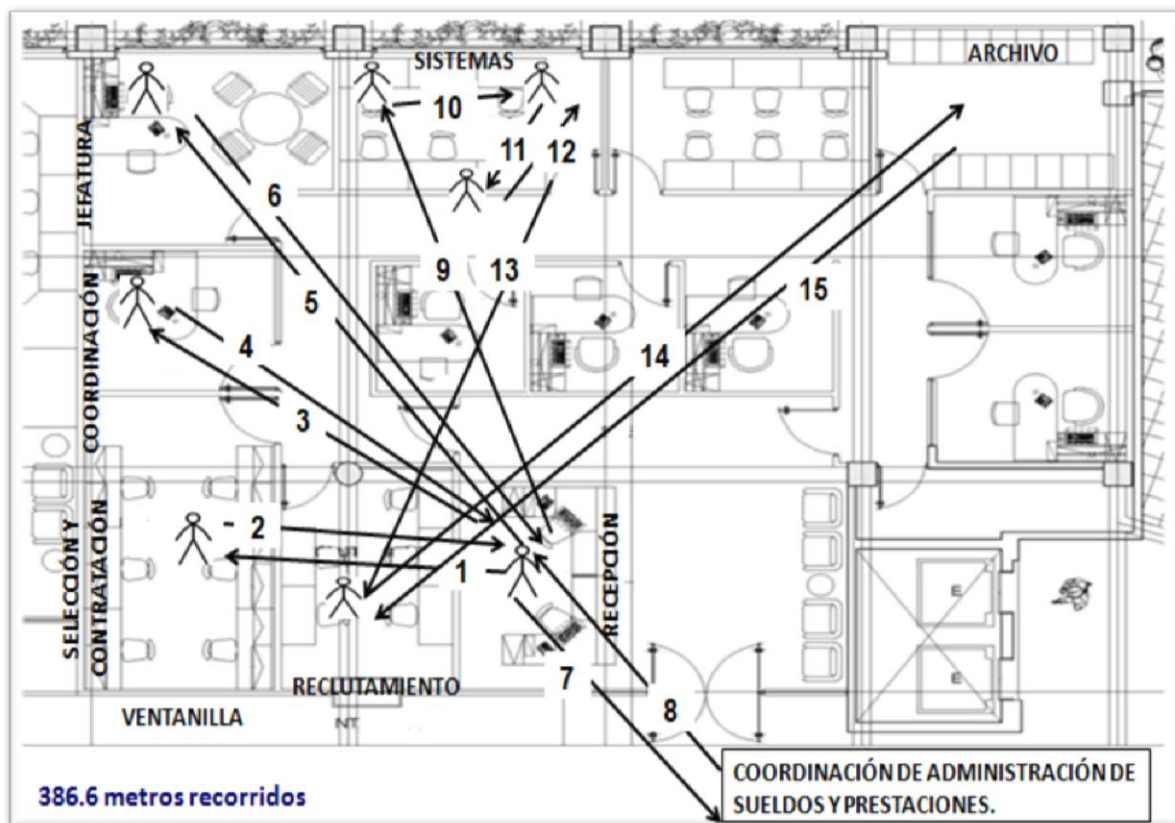 SISTEMAS
ARCHIVO
JEFATURA
10
11
12
6
9
13
5
15
COORDINACIÓN
4
14
3
SELECCIÓN Y
CONTRATACIÓN
2
1
RECEPCIÓN
E
E
RECLUTAMIENTO
7
8
VENTANILLA
NT.
COORDINACIÓN DE ADMINISTRACIÓN DE
SUELDOS Y PRESTACIONES.
386.6 metros recorridos